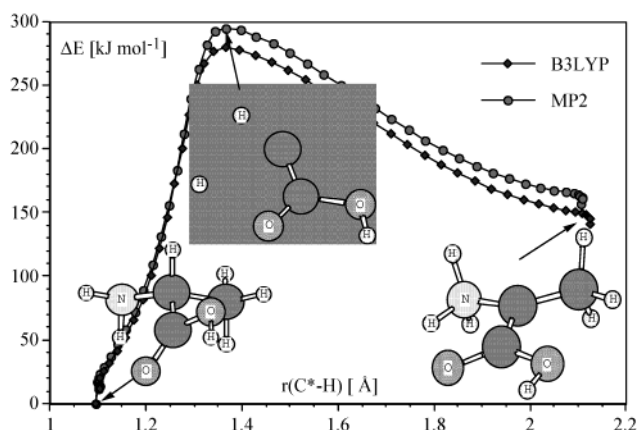 300
ΔE [kJ mol⁻¹]
B3LYP
MP2
250
200
150
100
50
0
H
H
O
O
H
H
H
N
H
H
O
H
H
H
O
H
H
N
H
H
H
H
O
O
H
r(C*-H) [ Å]
1
1.2
1.4
1.6
1.8
2
2.2